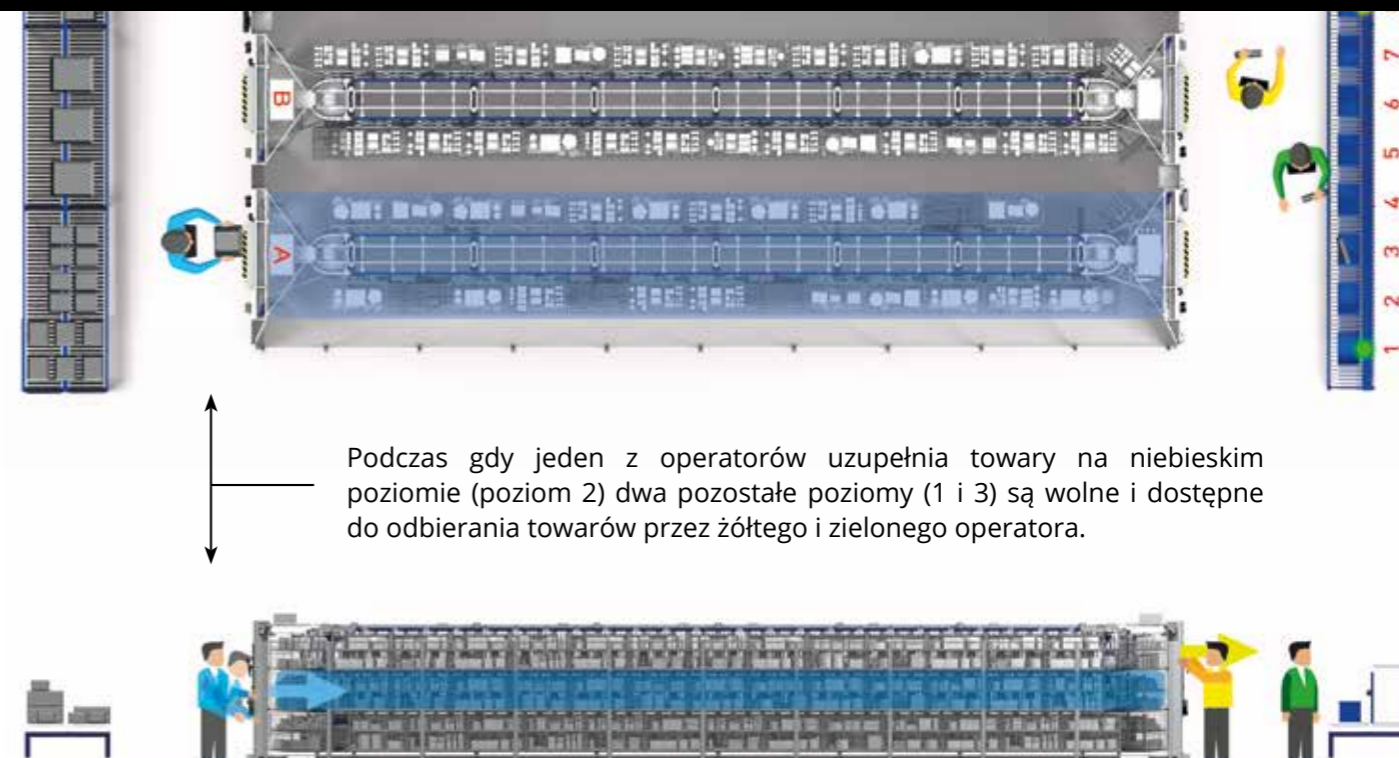 B
A
7
6
5
4
3
2
1
Podczas gdy jeden z operatorów uzupełnia towary na niebieskim
poziomie (poziom 2) dwa pozostałe poziomy (1 i 3) są wolne i dostępne
do odbierania towarów przez żółtego i zielonego operatora.